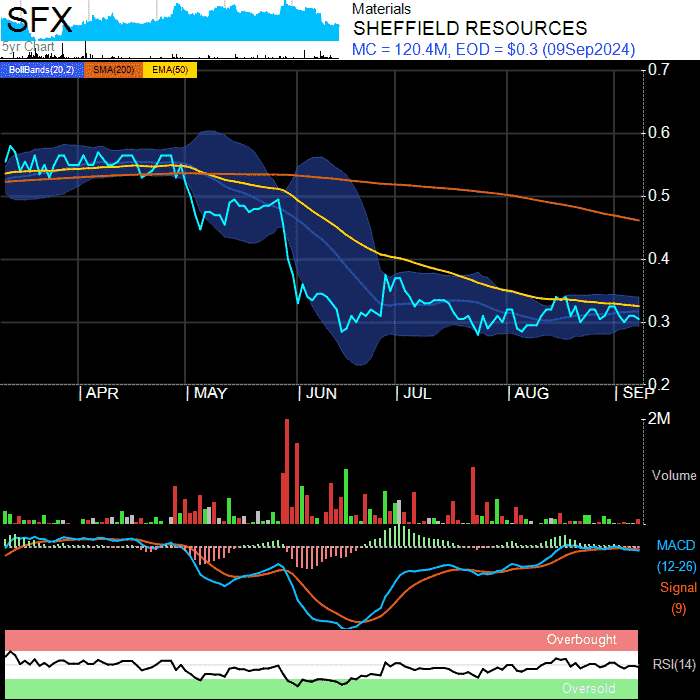 SFX
5yr Chart
Materials
SHEFFIELD RESOURCES
MC = 120.4M, EOD = $0.3 (09Sep2024)
BollBands(20,2) SMA(200) EMA(50)
0.7
0.6
0.5
0.4
0.3
0.2
| APR | MAY | JUN | JUL | AUG | SEP
2M
Volume
MACD
(12-26)
Signal
(9)
Overbought
RSI(14)
Oversold